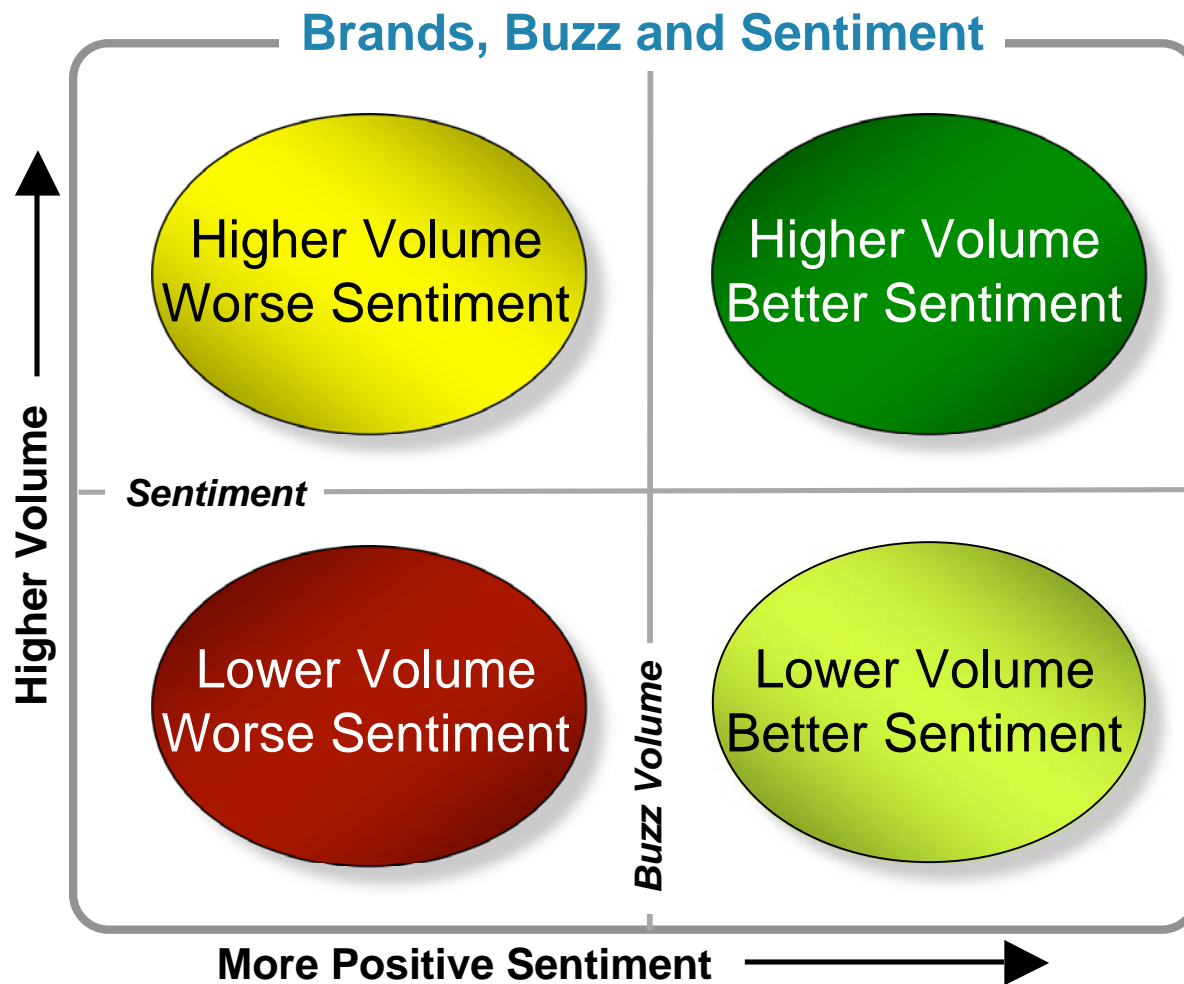 Brands, Buzz and Sentiment
Higher Volume
Higher Volume
Worse Sentiment
Higher Volume
Better Sentiment
Sentiment
Lower Volume
Worse Sentiment
Buzz Volume
Lower Volume
Better Sentiment
More Positive Sentiment